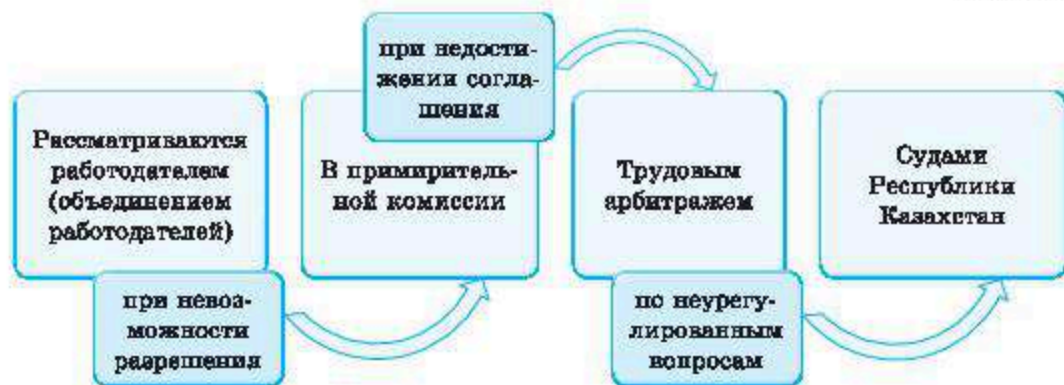 Рассматриваются
работодателем
(объединением
работодателей)
при невоз-
можности
разрешения
В примиритель-
ной комиссии
при недости-
жении согла-
шения
Трудовым
арбитражем
по неурегу-
лированным
вопросам
Судами
Республики
Казахстан